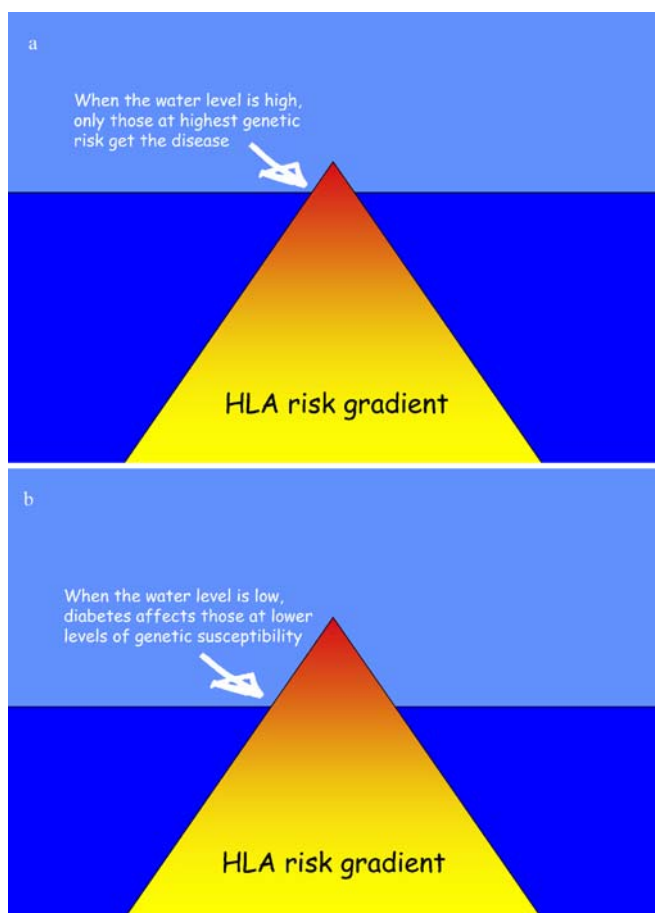 a
When the water level is high,
only those at highest genetic
risk get the disease
HLA risk gradient
b
When the water level is low,
diabetes affects those at lower
levels of genetic susceptibility
HLA risk gradient